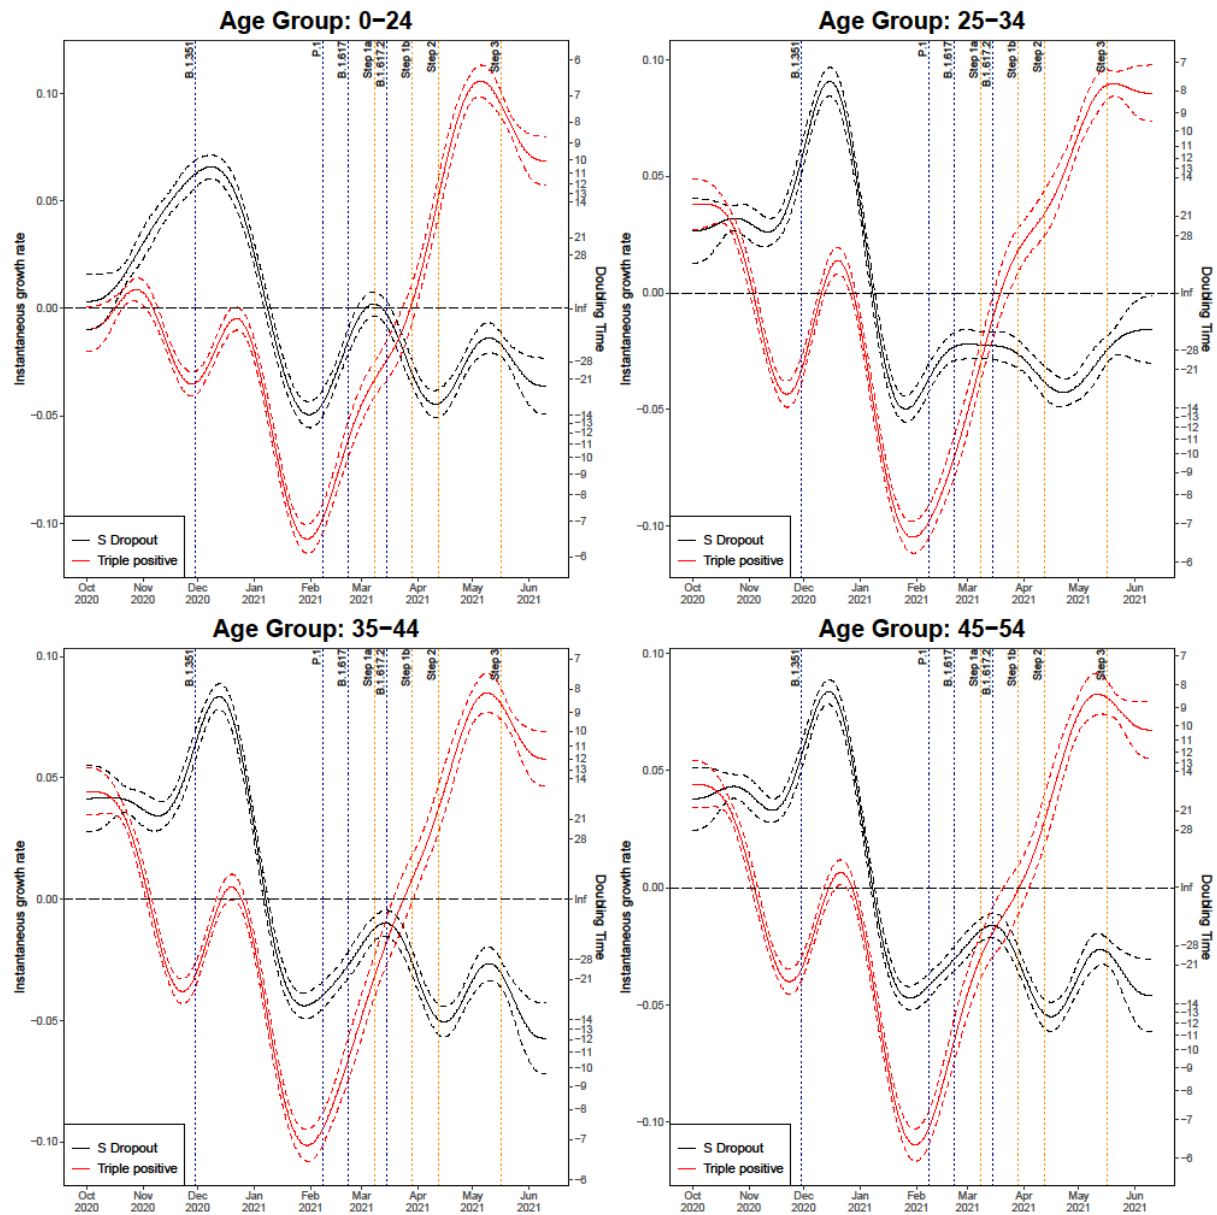 Age Group: 0−24
B.1.351
P.1
B.1.617
Step 1a
B.1.617.2
Step 1b
Step 2
Step 3
Instantaneous growth rate
0.10
0.05
0.00
−0.05
−0.10
Doubling Time
6
7
8
9
10
11
12
13
14
21
28
Inf
−28
−21
−14
−13
−12
−11
−10
−9
−8
−7
−6
S Dropout
Triple positive
Oct Nov Dec Jan Feb Mar Apr May Jun
2020 2020 2020 2021 2021 2021 2021 2021 2021
Age Group: 25−34
B.1.351
P.1
B.1.617
Step 1a
B.1.617.2
Step 1b
Step 2
Step 3
Instantaneous growth rate
0.10
0.05
0.00
−0.05
−0.10
Doubling Time
7
8
9
10
11
12
13
14
21
28
Inf
−28
−21
−14
−13
−12
−11
−10
−9
−8
−7
−6
S Dropout
Triple positive
Oct Nov Dec Jan Feb Mar Apr May Jun
2020 2020 2020 2021 2021 2021 2021 2021 2021
Age Group: 35−44
B.1.351
P.1
B.1.617
Step 1a
B.1.617.2
Step 1b
Step 2
Step 3
Instantaneous growth rate
0.10
0.05
0.00
−0.05
−0.10
Doubling Time
7
8
9
10
11
12
13
14
21
28
Inf
−28
−21
−14
−13
−12
−11
−10
−9
−8
−7
−6
S Dropout
Triple positive
Oct Nov Dec Jan Feb Mar Apr May Jun
2020 2020 2020 2021 2021 2021 2021 2021 2021
Age Group: 45−54
B.1.351
P.1
B.1.617
Step 1a
B.1.617.2
Step 1b
Step 2
Step 3
Instantaneous growth rate
0.10
0.05
0.00
−0.05
−0.10
Doubling Time
7
8
9
10
11
12
13
14
21
28
Inf
−28
−21
−14
−13
−12
−11
−10
−9
−8
−7
−6
S Dropout
Triple positive
Oct Nov Dec Jan Feb Mar Apr May Jun
2020 2020 2020 2021 2021 2021 2021 2021 2021